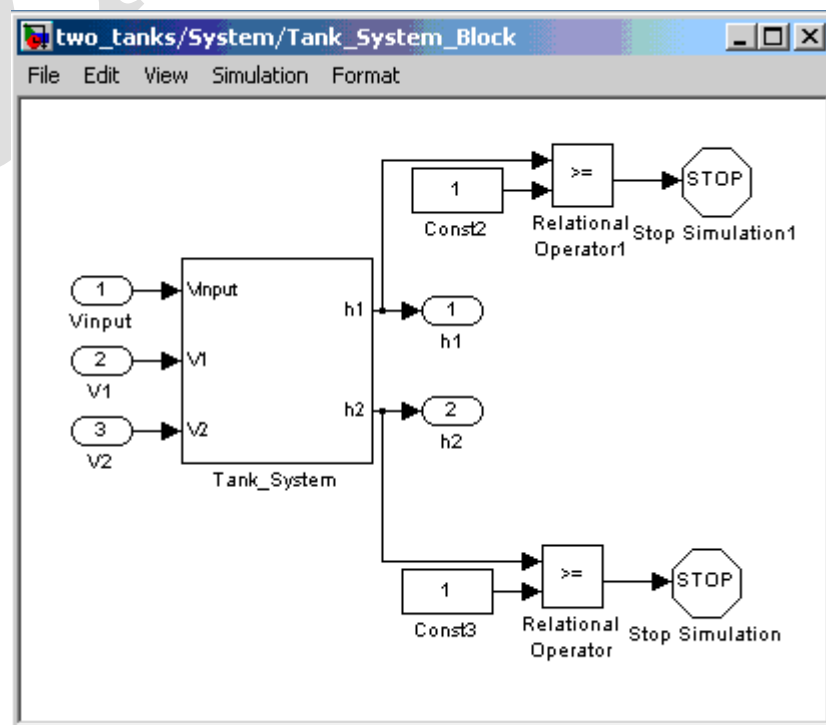 two_tanks/System/Tank_System_Block
File Edit View Simulation Format
1
Const2
>=
Relational
Operator1
STOP
Stop Simulation1
1
Vinput
2
V1
3
V2
Vinput
V1
V2
h1
h2
Tank_System
1
h1
2
h2
1
Const3
>=
Relational
Operator
STOP
Stop Simulation